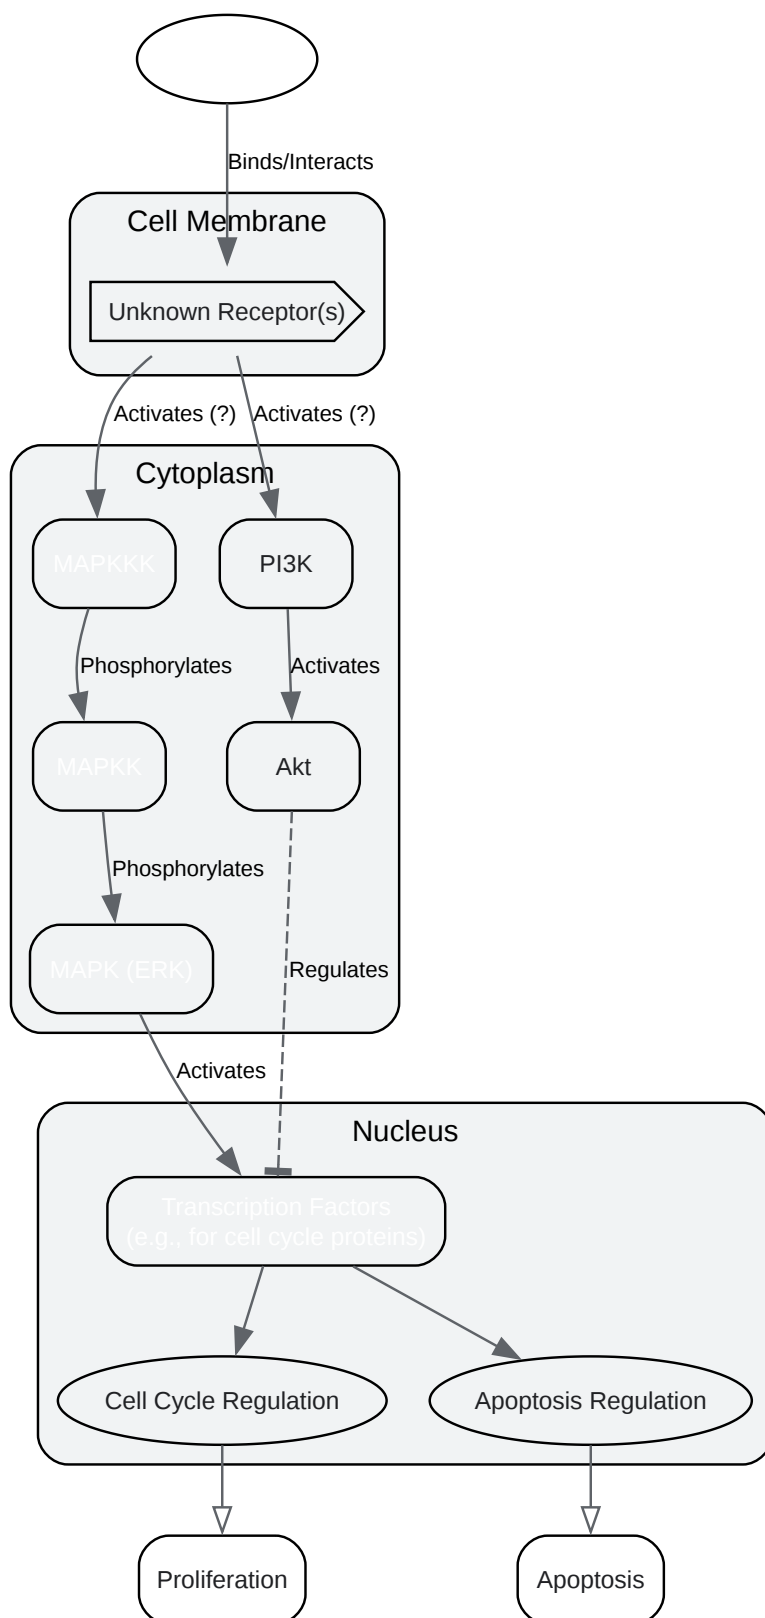 Binds/Interacts
Cell Membrane
Unknown Receptor(s)
Activates (?)
Activates (?)
Cytoplasm
MAPKKK
PI3K
Phosphorylates
Activates
MAPKK
Akt
Phosphorylates
MAPK (ERK)
Regulates
Activates
Nucleus
Transcription Factors
(e.g., for cell cycle proteins)
Cell Cycle Regulation
Apoptosis Regulation
Proliferation
Apoptosis